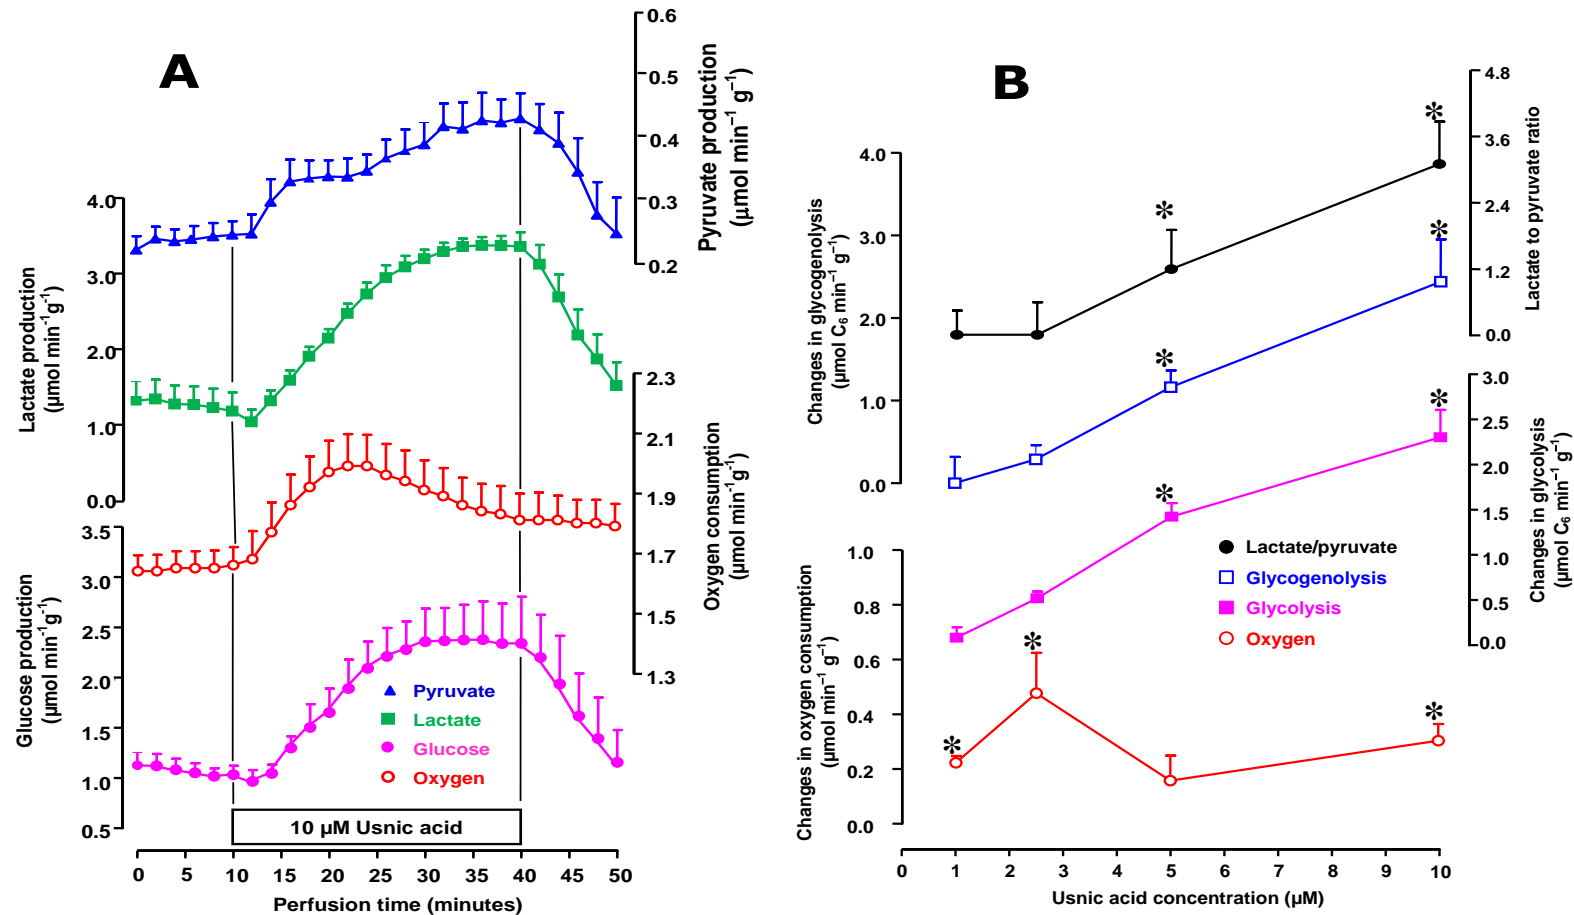 A
0.6
0.5
0.4
0.3
0.2
Pyruvate production
(µmol min⁻¹ g⁻¹)
4.0
3.0
2.0
1.0
0.0
Lactate production
(µmol min⁻¹g⁻¹)
2.3
2.1
1.9
1.7
1.5
1.3
Oxygen consumption
(µmol min⁻¹g⁻¹)
3.5
3.0
2.5
2.0
1.5
1.0
0.5
Glucose production
(µmol min⁻¹g⁻¹)
Pyruvate
Lactate
Glucose
Oxygen
10 µM Usnic acid
0 5 10 15 20 25 30 35 40 45 50
Perfusion time (minutes)
B
4.8
3.6
2.4
1.2
0.0
Lactate to pyruvate ratio
4.0
3.0
2.0
1.0
0.0
Changes in glycogenolysis
(µmol C₆ min⁻¹ g⁻¹)
3.0
2.5
2.0
1.5
1.0
0.5
0.0
Changes in glycolysis
(µmol C₆ min⁻¹ g⁻¹)
1.0
0.8
0.6
0.4
0.2
0.0
Changes in oxygen consumption
(µmol min⁻¹ g⁻¹)
* * * * * * * * *
Lactate/pyruvate
Glycogenolysis
Glycolysis
Oxygen
0 1 2 3 4 5 6 7 8 9 10
Usnic acid concentration (µM)